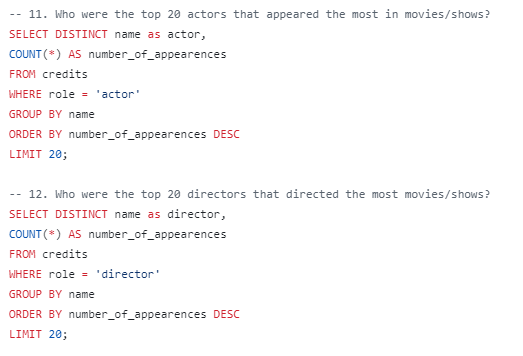 -- 11. Who were the top 20 actors that appeared the most in movies/shows?
SELECT DISTINCT name as actor,
COUNT(*) AS number_of_appearences
FROM credits
WHERE role = 'actor'
GROUP BY name
ORDER BY number_of_appearences DESC
LIMIT 20;

-- 12. Who were the top 20 directors that directed the most movies/shows?
SELECT DISTINCT name as director,
COUNT(*) AS number_of_appearences
FROM credits
WHERE role = 'director'
GROUP BY name
ORDER BY number_of_appearences DESC
LIMIT 20;